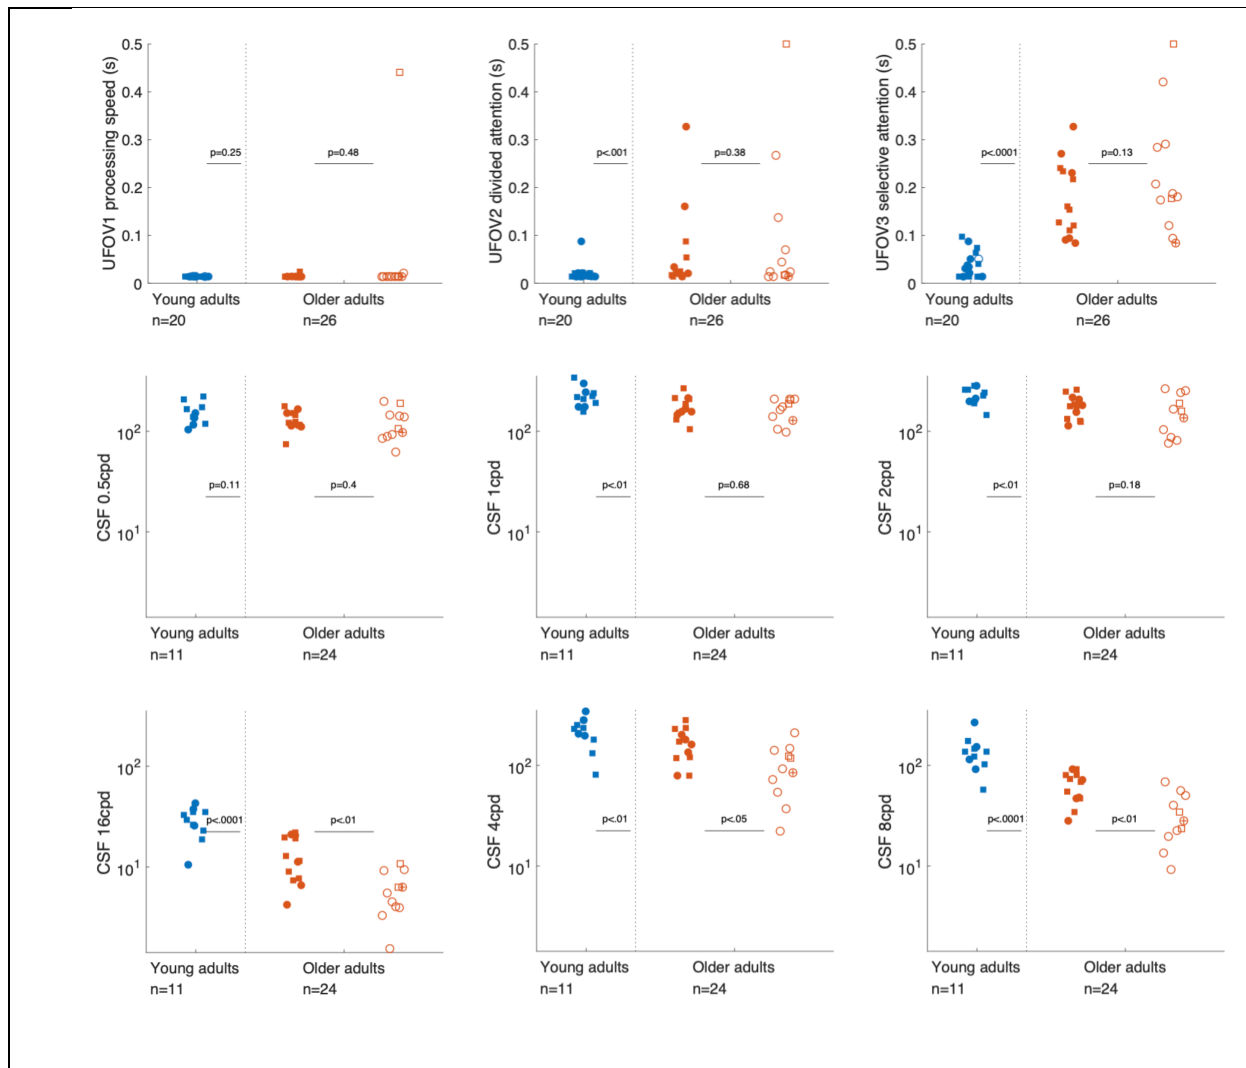 UFOV1 processing speed (s)
0.5
0.4
0.3
0.2
0.1
0
p=0.25
p=0.48
Young adults
n=20
Older adults
n=26
UFOV2 divided attention (s)
0.5
0.4
0.3
0.2
0.1
0
p<.001
p=0.38
Young adults
n=20
Older adults
n=26
UFOV3 selective attention (s)
0.5
0.4
0.3
0.2
0.1
0
p<.0001
p=0.13
Young adults
n=20
Older adults
n=26
CSF 0.5cpd
10²
10¹
p=0.11
p=0.4
Young adults
n=11
Older adults
n=24
CSF 1cpd
10²
10¹
p<.01
p=0.68
Young adults
n=11
Older adults
n=24
CSF 2cpd
10²
10¹
p<.01
p=0.18
Young adults
n=11
Older adults
n=24
CSF 16cpd
10²
10¹
p<.0001
p<.01
Young adults
n=11
Older adults
n=24
CSF 4cpd
10²
10¹
p<.01
p<.05
Young adults
n=11
Older adults
n=24
CSF 8cpd
10²
10¹
p<.0001
p<.01
Young adults
n=11
Older adults
n=24